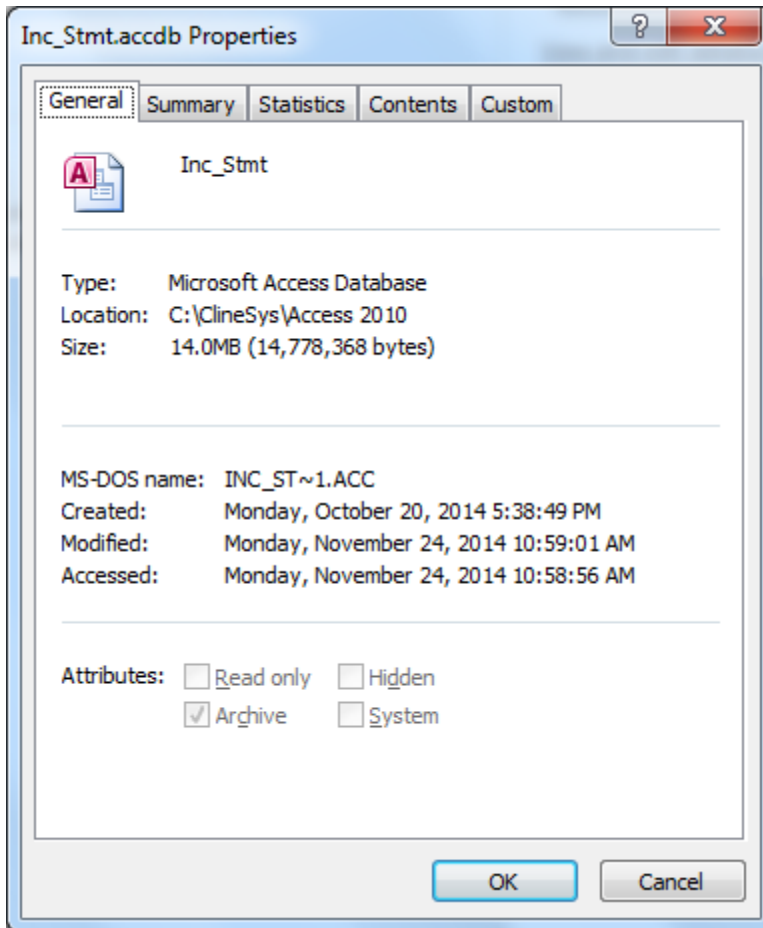 Inc_Stmt.accdb Properties
General Summary Statistics Contents Custom
Inc_Stmt
Type: Microsoft Access Database
Location: C:\ClineSys\Access 2010
Size: 14.0MB (14,778,368 bytes)
MS-DOS name: INC_ST~1.ACC
Created: Monday, October 20, 2014 5:38:49 PM
Modified: Monday, November 24, 2014 10:59:01 AM
Accessed: Monday, November 24, 2014 10:58:56 AM
Attributes: Read only Hidden
Archive System
OK Cancel